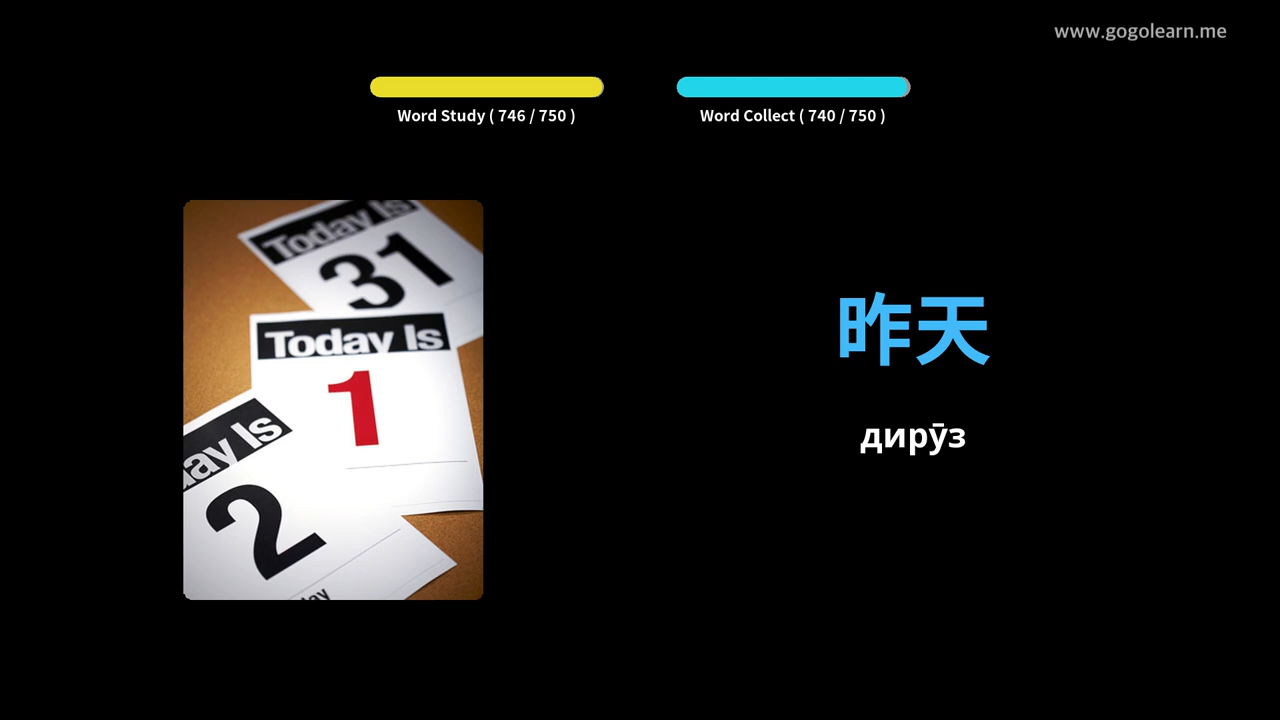 www.gogolearn.me
Word Study ( 746 / 750 )
Word Collect ( 740 / 750 )
Today Is
31
Today Is
1
ay Is
2
昨天
дирӯз